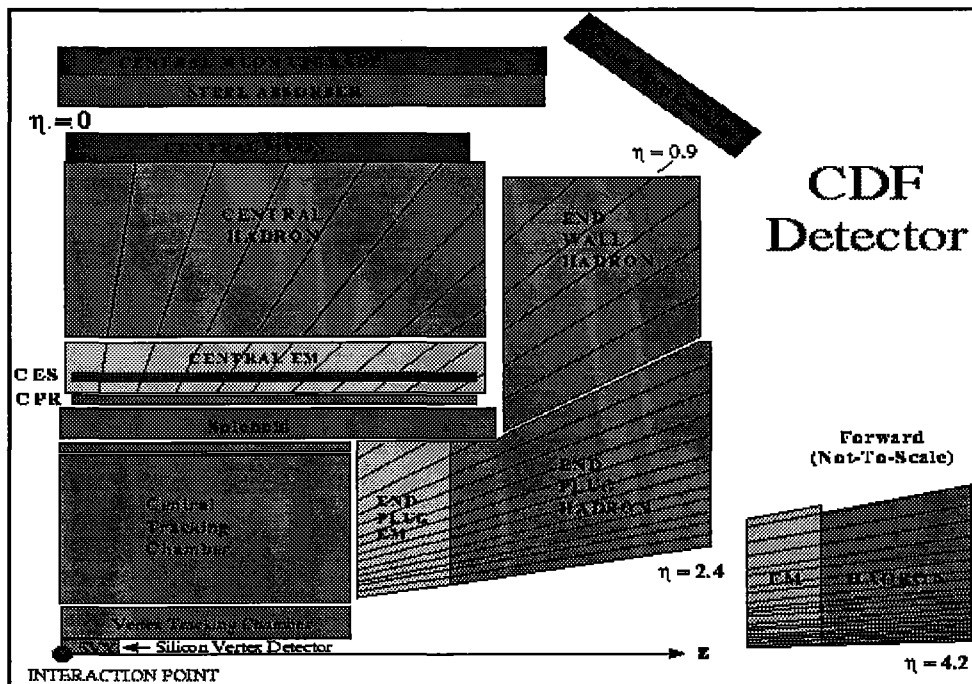 CENTRAL MUON UPGRADE
STEEL ABSORBER
η = 0
CENTRAL MUON
η = 0.9
CDF
Detector
CENTRAL
HADRON
END
WALL
HADRON
CENTRAL EM
CES
CPR
Solenoid
Forward
(Not-To-Scale)
Central
Tracking
Chamber
END
PLUG
EM
END
PLUG
HADRON
η = 2.4
EM
HADRON
Vertex Tracking Chamber
Silicon Vertex Detector
Z
η = 4.2
INTERACTION POINT